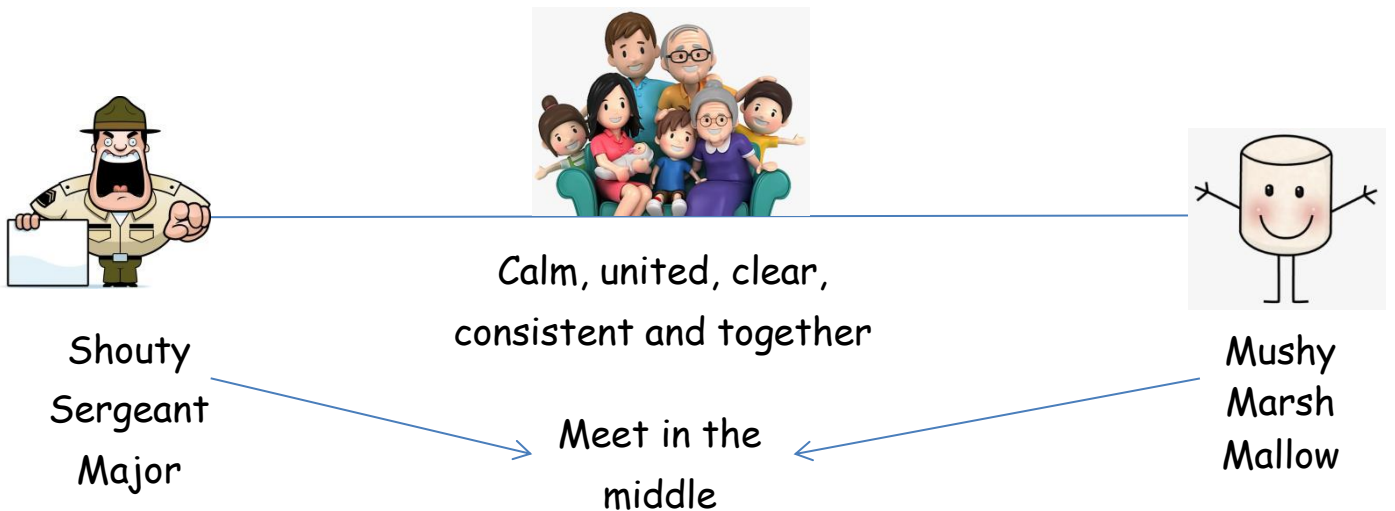 Calm, united, clear,
consistent and together
Shouty
Sergeant
Major
Meet in the
middle
Mushy
Marsh
Mallow